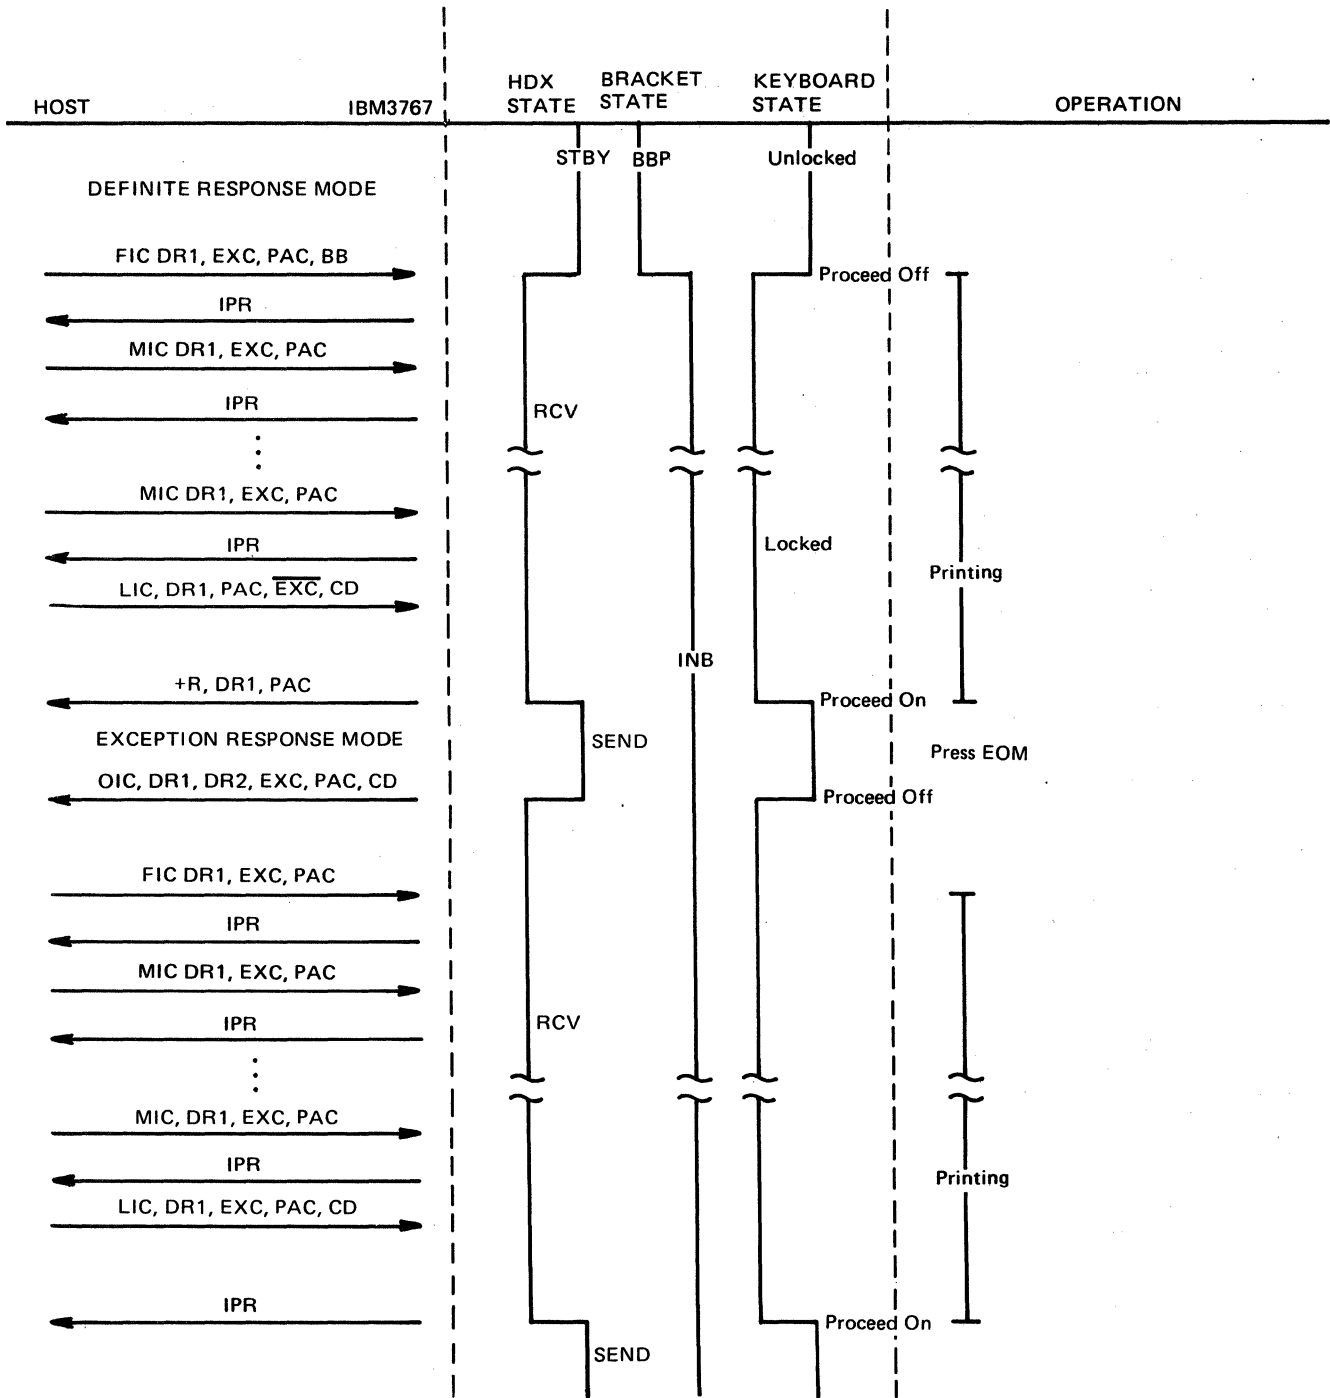 HOST IBM3767 HDX STATE BRACKET STATE KEYBOARD STATE OPERATION
STBY BBP Unlocked
DEFINITE RESPONSE MODE
FIC DR1, EXC, PAC, BB
Proceed Off
IPR
MIC DR1, EXC, PAC
IPR
RCV
MIC DR1, EXC, PAC
IPR
Locked
Printing
LIC, DR1, PAC, E̅X̅C̅, CD
INB
+R, DR1, PAC
Proceed On
EXCEPTION RESPONSE MODE
SEND
Press EOM
OIC, DR1, DR2, EXC, PAC, CD
Proceed Off
FIC DR1, EXC, PAC
IPR
MIC DR1, EXC, PAC
IPR
RCV
MIC, DR1, EXC, PAC
IPR
Printing
LIC, DR1, EXC, PAC, CD
IPR
Proceed On
SEND